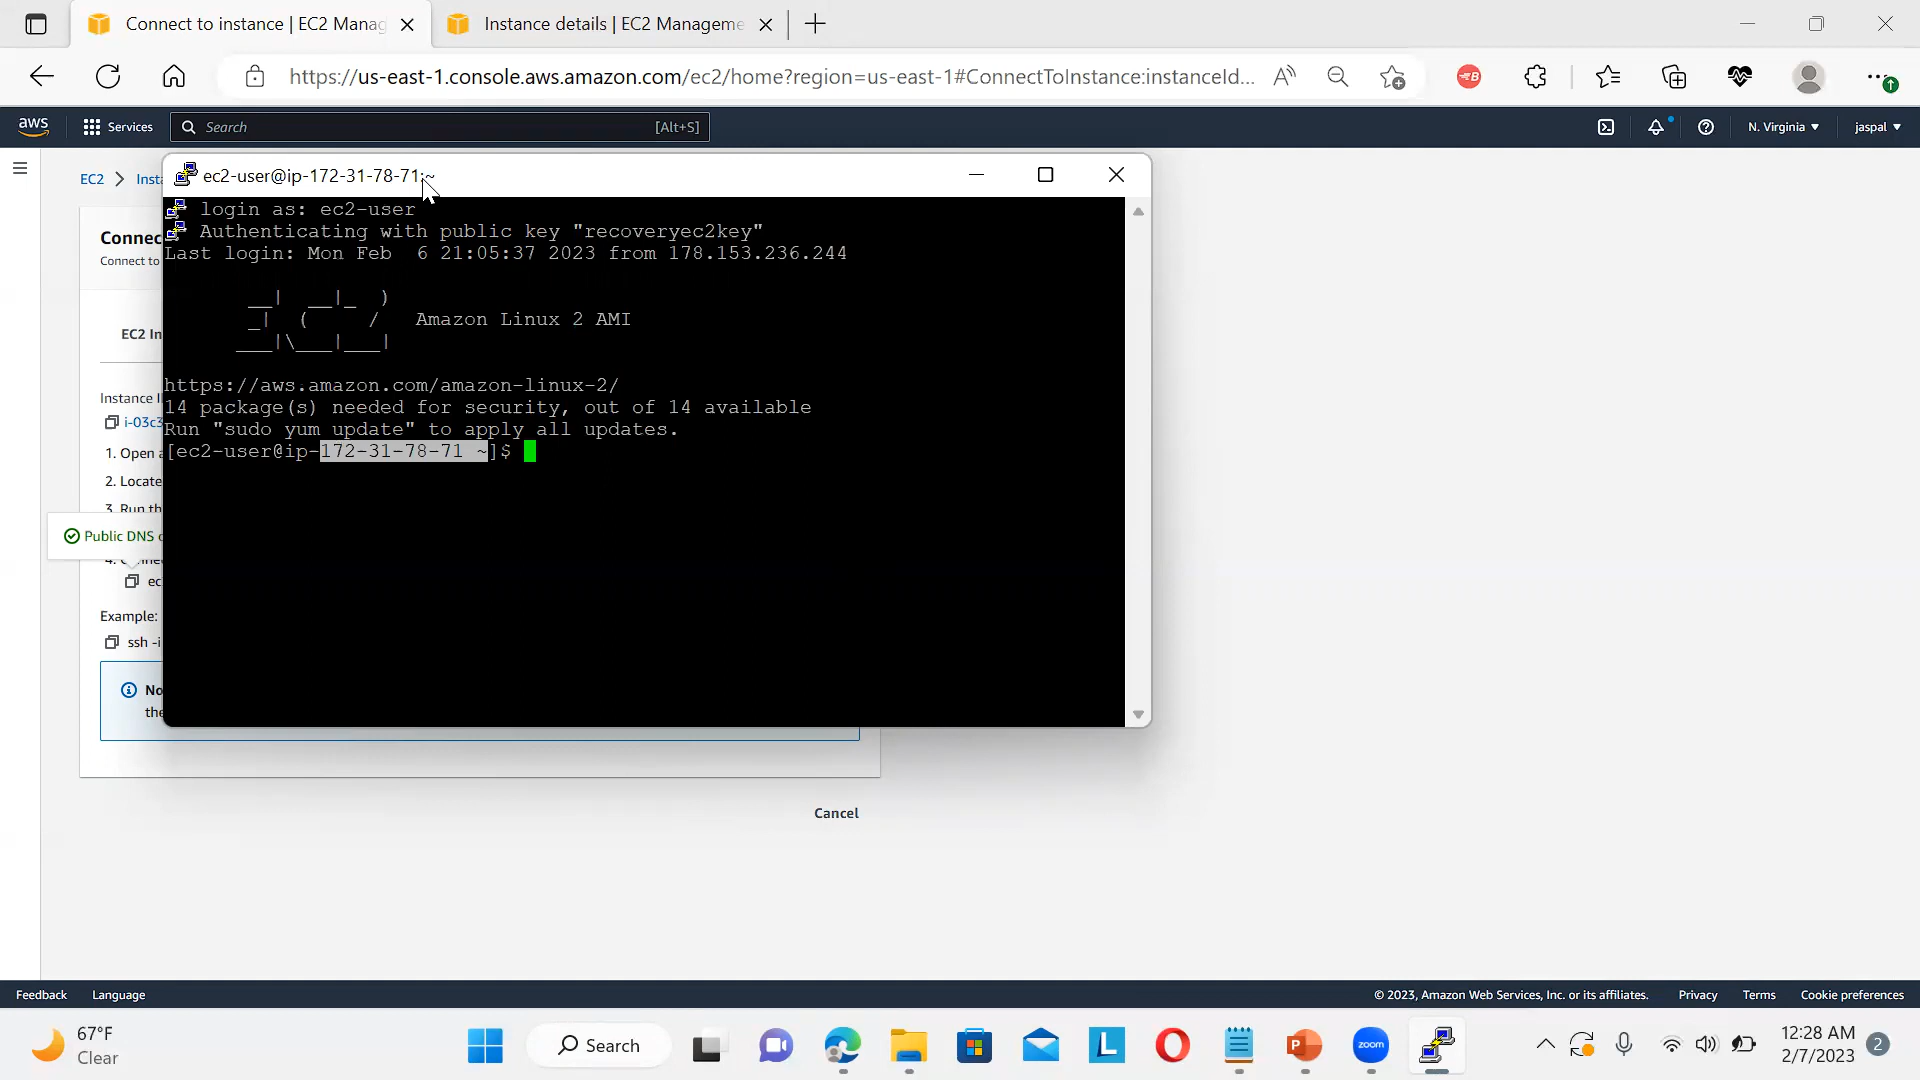 Connect to instance | EC2 Manag
Instance details | EC2 Manageme
https://us-east-1.console.aws.amazon.com/ec2/home?region=us-east-1#ConnectToInstance:instanceId...
aws
Services
Search
[Alt+S]
N. Virginia
jaspal
EC2
Insta
ec2-user@ip-172-31-78-71:~
Connec
Connect to
EC2 In
Instance I
i-03c3
1. Open a
2. Locate
3. Run th
Public DNS c
4. Connec
ec
Example:
ssh -i
No
the
login as: ec2-user
Authenticating with public key "recoveryec2key"
Last login: Mon Feb  6 21:05:37 2023 from 178.153.236.244
__|  __|_  )
_|  (     /   Amazon Linux 2 AMI
___|\___|___|
https://aws.amazon.com/amazon-linux-2/
14 package(s) needed for security, out of 14 available
Run "sudo yum update" to apply all updates.
[ec2-user@ip-172-31-78-71 ~]$
Cancel
Feedback
Language
© 2023, Amazon Web Services, Inc. or its affiliates.
Privacy
Terms
Cookie preferences
67°F
Clear
Search
L
P
zoom
12:28 AM
2/7/2023
2